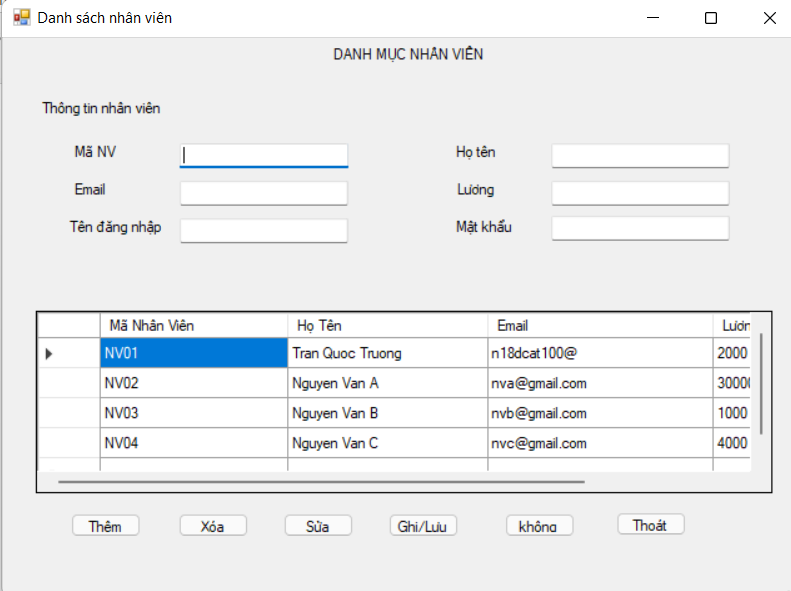 Danh sách nhân viên
DANH MỤC NHÂN VIÊN
Thông tin nhân viên
Mã NV
Họ tên
Email
Lương
Tên đăng nhập
Mật khẩu
Mã Nhân Viên Họ Tên Email Lươn
NV01 Tran Quoc Truong n18dcat100@ 2000
NV02 Nguyen Van A nva@gmail.com 30000
NV03 Nguyen Van B nvb@gmail.com 1000
NV04 Nguyen Van C nvc@gmail.com 4000
Thêm Xóa Sửa Ghi/Lưu không Thoát